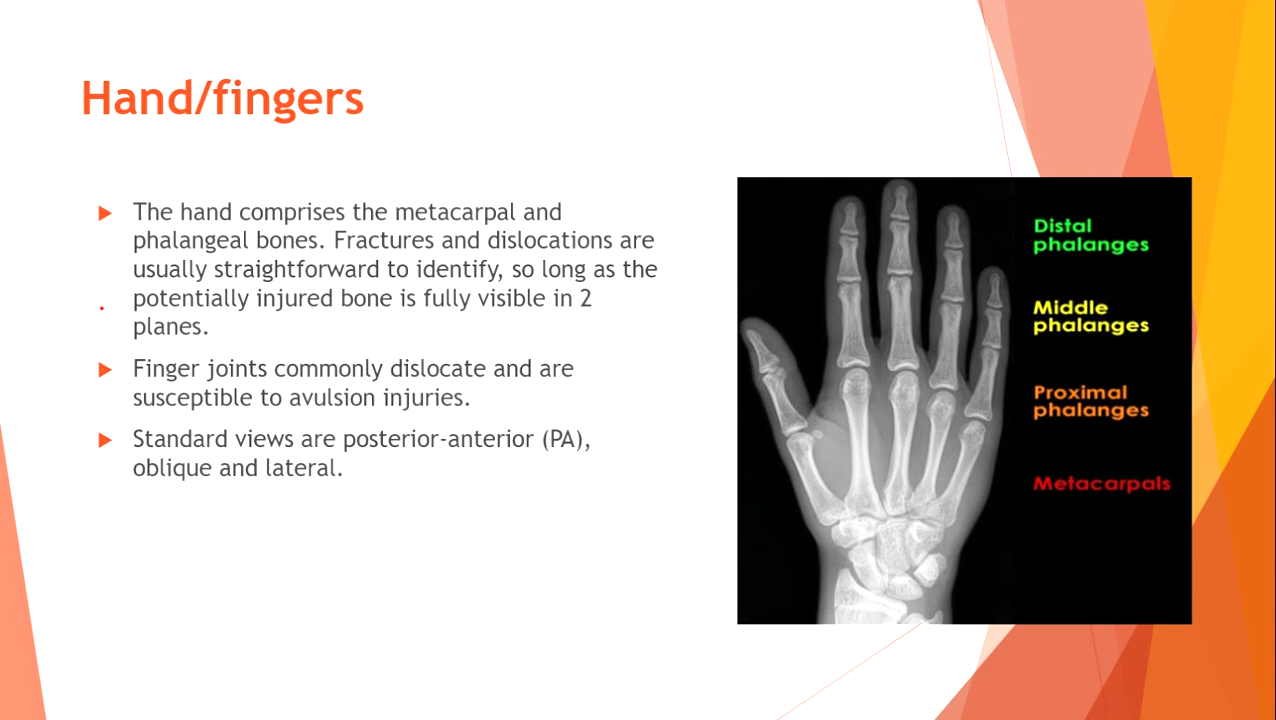 Hand/fingers
The hand comprises the metacarpal and
phalangeal bones. Fractures and dislocations are
usually straightforward to identify, so long as the
potentially injured bone is fully visible in 2
planes.
Finger joints commonly dislocate and are
susceptible to avulsion injuries.
Standard views are posterior-anterior (PA),
oblique and lateral.
Distal
phalanges
Middle
phalanges
Proximal
phalanges
Metacarpals